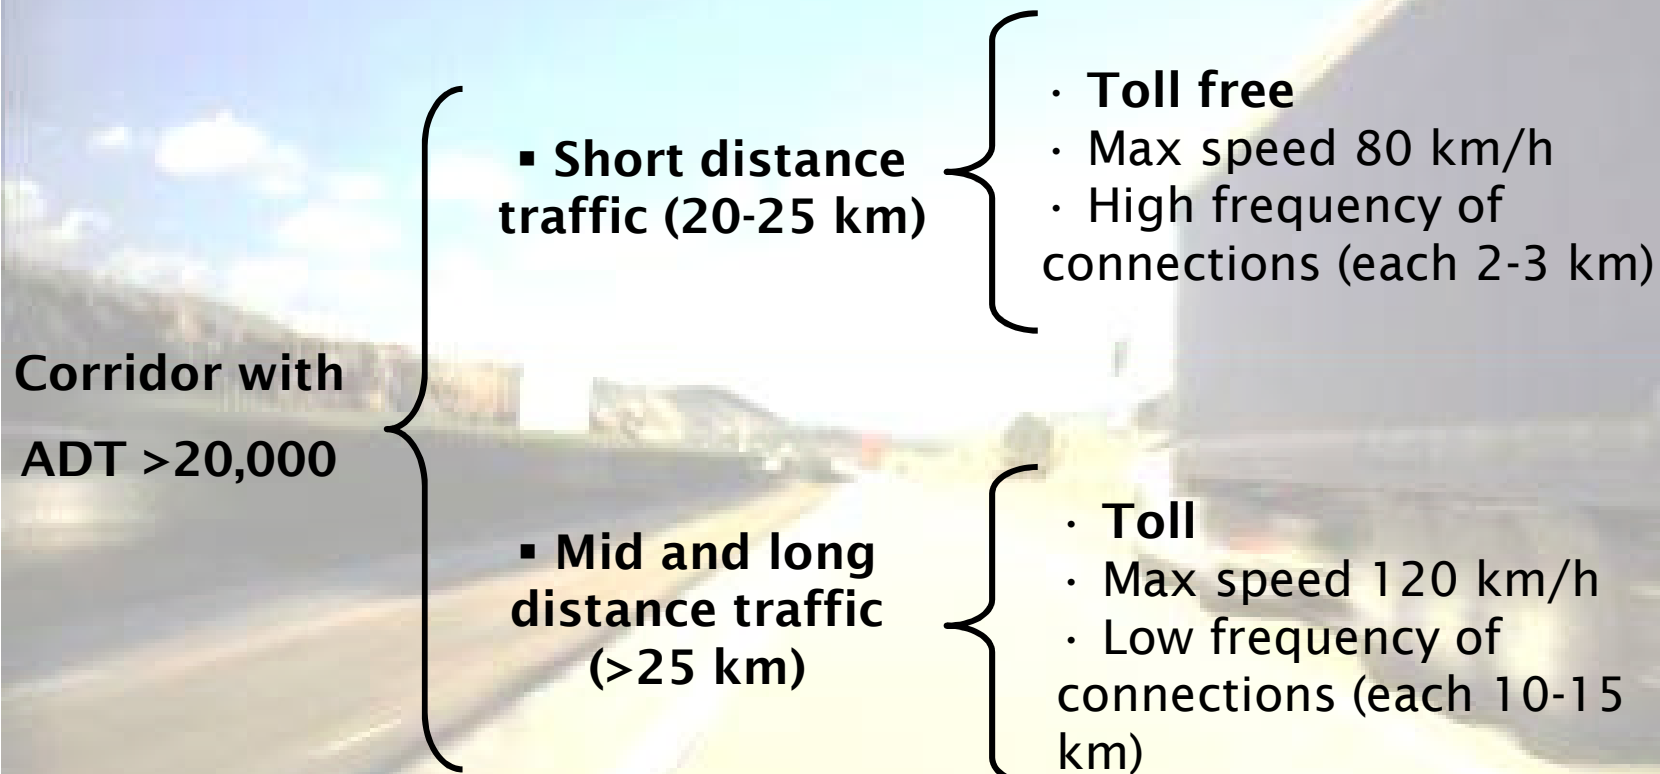 Corridor with
ADT >20,000
▪ Short distance
traffic (20-25 km)
· Toll free
· Max speed 80 km/h
· High frequency of
connections (each 2-3 km)
▪ Mid and long
distance traffic
(>25 km)
· Toll
· Max speed 120 km/h
· Low frequency of
connections (each 10-15
km)